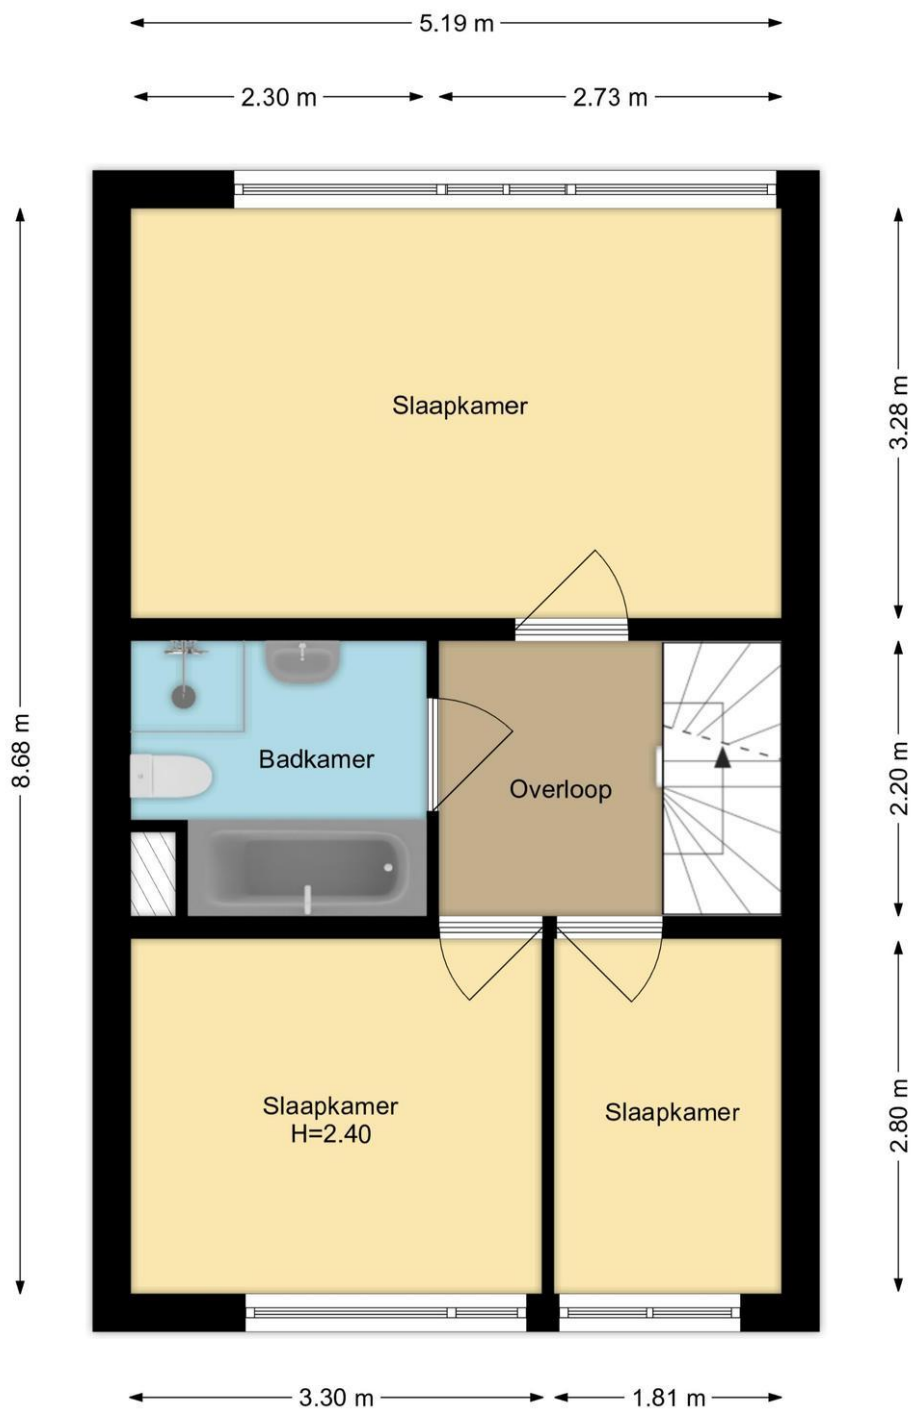 5.19 m
2.30 m
2.73 m
Slaapkamer
3.28 m
8.68 m
Badkamer
Overloop
2.20 m
Slaapkamer
H=2.40
Slaapkamer
2.80 m
3.30 m
1.81 m